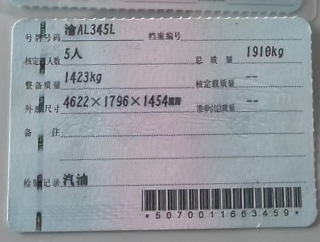 号牌号码 渝AL345L 档案编号
核定载人数 5人 总质量 1910kg
整备质量 1423kg 核定载质量 --
外廓尺寸 4622×1796×1454mm 准牵引总质量 --
备注
检验记录 汽油
*5070011663459*